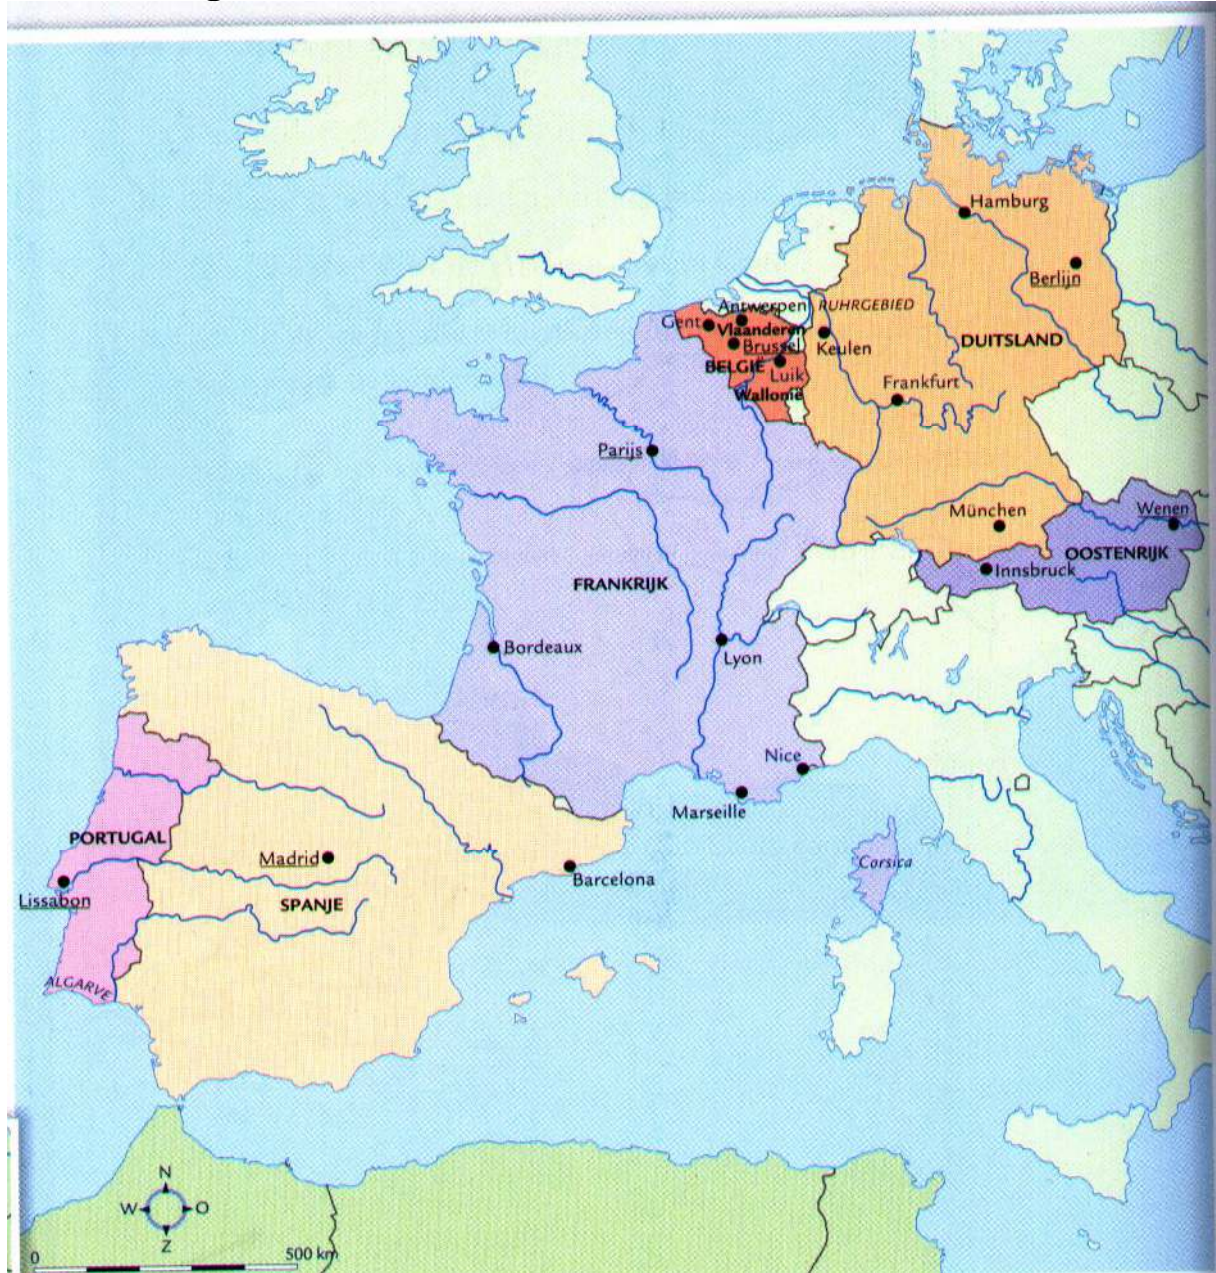 Hamburg
Berlijn
Antwerpen
RUHRGEBIED
Gent
Vlaanderen
Brussel
Keulen
DUITSLAND
BELGIË
Luik
Wallonië
Frankfurt
Parijs
München
Wenen
OOSTENRIJK
Innsbruck
FRANKRIJK
Bordeaux
Lyon
Nice
Marseille
PORTUGAL
Madrid
Corsica
Barcelona
Lissabon
SPANJE
ALGARVE
N
W
O
Z
0
500 km